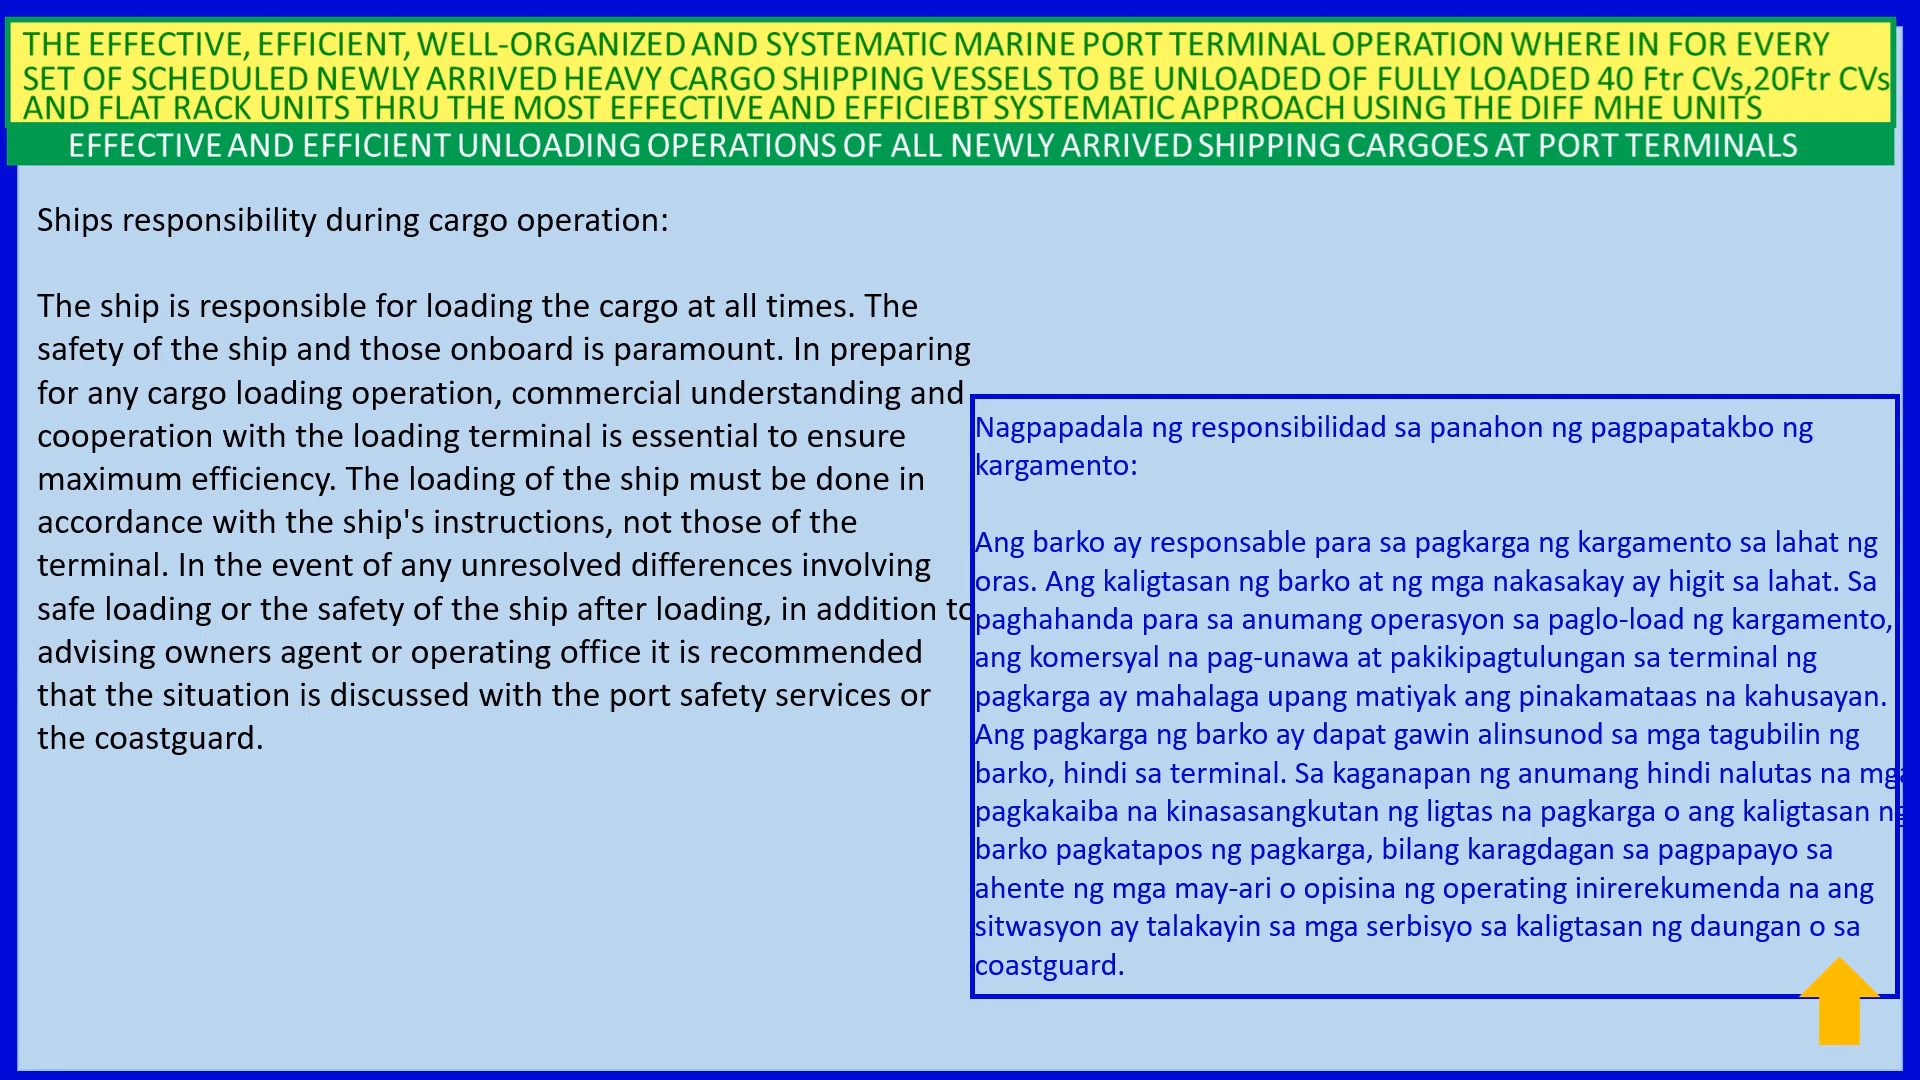 THE EFFECTIVE, EFFICIENT, WELL-ORGANIZED AND SYSTEMATIC MARINE PORT TERMINAL OPERATION WHERE IN FOR EVERY
SET OF SCHEDULED NEWLY ARRIVED HEAVY CARGO SHIPPING VESSELS TO BE UNLOADED OF FULLY LOADED 40 Ftr CVs,20Ftr CVs
AND FLAT RACK UNITS THRU THE MOST EFFECTIVE AND EFFICIEBT SYSTEMATIC APPROACH USING THE DIFF MHE UNITS
EFFECTIVE AND EFFICIENT UNLOADING OPERATIONS OF ALL NEWLY ARRIVED SHIPPING CARGOES AT PORT TERMINALS
Ships responsibility during cargo operation:
The ship is responsible for loading the cargo at all times. The
safety of the ship and those onboard is paramount. In preparing
for any cargo loading operation, commercial understanding and
cooperation with the loading terminal is essential to ensure
maximum efficiency. The loading of the ship must be done in
accordance with the ship's instructions, not those of the
terminal. In the event of any unresolved differences involving
safe loading or the safety of the ship after loading, in addition to
advising owners agent or operating office it is recommended
that the situation is discussed with the port safety services or
the coastguard.
Nagpapadala ng responsibilidad sa panahon ng pagpapatakbo ng
kargamento:
Ang barko ay responsable para sa pagkarga ng kargamento sa lahat ng
oras. Ang kaligtasan ng barko at ng mga nakasakay ay higit sa lahat. Sa
paghahanda para sa anumang operasyon sa paglo-load ng kargamento,
ang komersyal na pag-unawa at pakikipagtulungan sa terminal ng
pagkarga ay mahalaga upang matiyak ang pinakamataas na kahusayan.
Ang pagkarga ng barko ay dapat gawin alinsunod sa mga tagubilin ng
barko, hindi sa terminal. Sa kaganapan ng anumang hindi nalutas na mga
pagkakaiba na kinasasangkutan ng ligtas na pagkarga o ang kaligtasan ng
barko pagkatapos ng pagkarga, bilang karagdagan sa pagpapayo sa
ahente ng mga may-ari o opisina ng operating inirerekumenda na ang
sitwasyon ay talakayin sa mga serbisyo sa kaligtasan ng daungan o sa
coastguard.